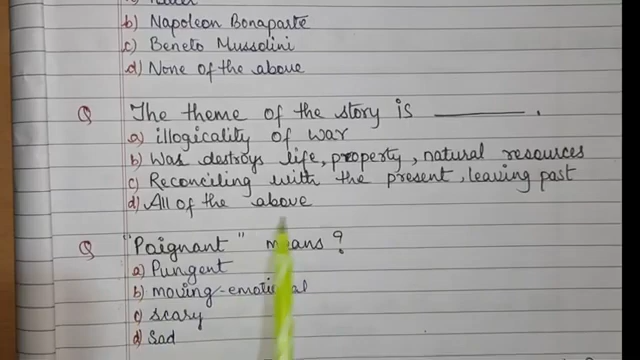 b) Napoleon Bonaparte
c) Beneto Mussolini
d) None of the above
Q The theme of the story is ______ .
a) illogicality of war
b) Was destroys life, property, natural resources
c) Reconciling with the present, leaving past
d) All of the above
Q "Poignant" means?
a) Pungent
b) moving-emotional
c) scary
d) Sad